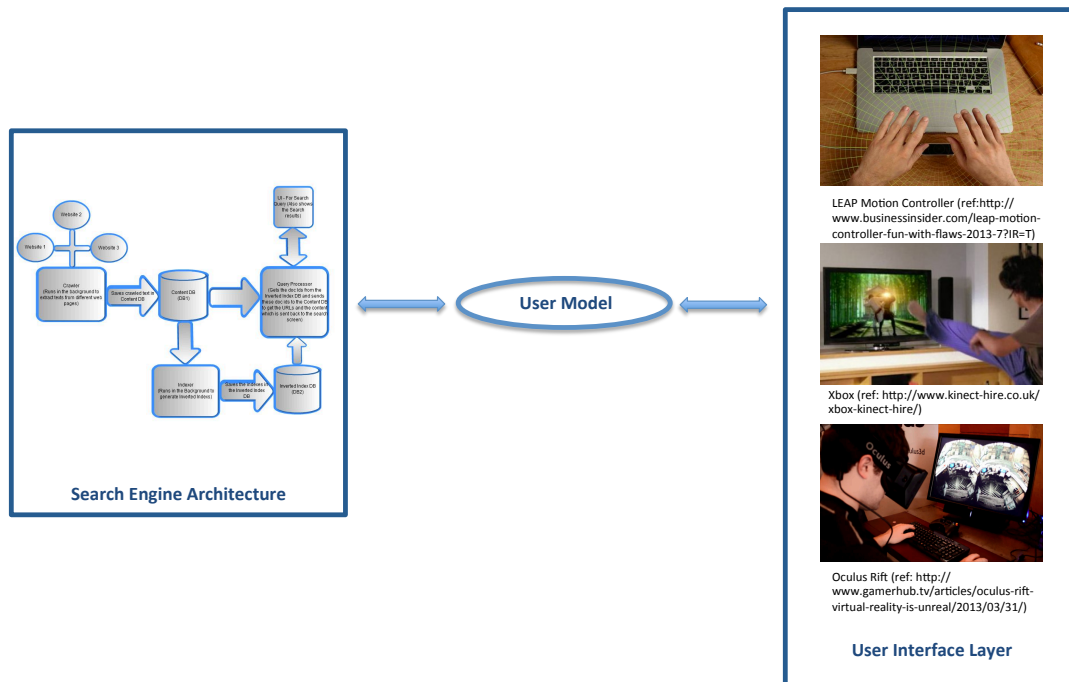 Website 2
Website 1
Website 3
UI - For Search
Query (Also shows
the Search
results)
Crawler
(Runs in the background to
extract texts from different web
pages)
Saves crawled text in
Content DB
Content DB
(DB1)
Query Processor
(Gets the doc Ids from the
Inverted Index DB and sends
these doc Ids to the Content DB
to get the URLs and the content
which is sent back to the search
screen)
Indexer
(Runs in the Background to
generate Inverted Indexs)
Saves the Indexes in
the Inverted Index
DB
Inverted Index DB
(DB2)
Search Engine Architecture
User Model
LEAP Motion Controller (ref:http://
www.businessinsider.com/leap-motion-
controller-fun-with-flaws-2013-7?IR=T)
Xbox (ref: http://www.kinect-hire.co.uk/
xbox-kinect-hire/)
Oculus
Oculus Rift (ref: http://
www.gamerhub.tv/articles/oculus-rift-
virtual-reality-is-unreal/2013/03/31/)
User Interface Layer